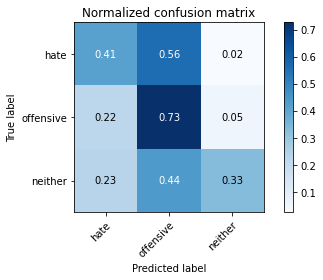 Normalized confusion matrix
hate 0.41 0.56 0.02
offensive 0.22 0.73 0.05
neither 0.23 0.44 0.33
hate offensive neither
True label
Predicted label
0.7
0.6
0.5
0.4
0.3
0.2
0.1